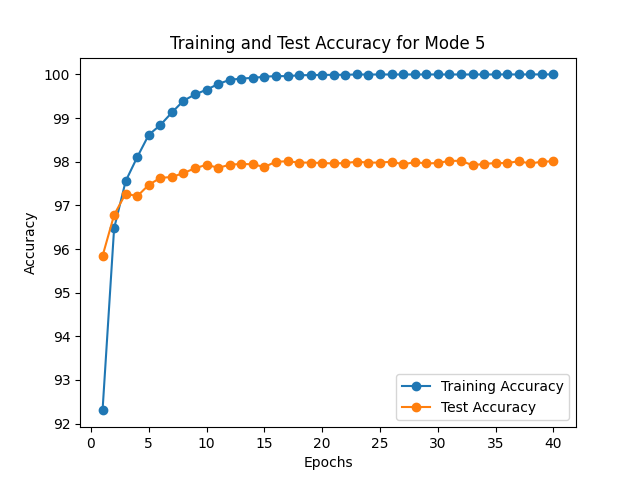 Training and Test Accuracy for Mode 5
100
99
98
97
96
95
94
93
92
Accuracy
0 5 10 15 20 25 30 35 40
Epochs
Training Accuracy
Test Accuracy